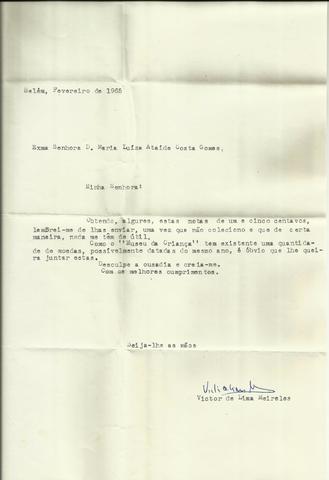 Belém, Fevereiro de 1965
Exma Senhora D. Maria Luíza Ataíde Costa Gomes,
Minha Senhora:
Obtendo, algures, estas notas de um e cinco centavos,
lembrei-me de lhas enviar, uma vez que não coleciono e que de certa
maneira, nada me têm de útil.
Como o "Museu da Criança" tem existente uma quantida-
de de moedas, possivelmente datadas do mesmo ano, é óbvio que lhe quei-
ra juntar estas.
Desculpe a ousadia e creia-me.
Com os melhores cumprimentos.
Beija-lhe as mãos
Victor de Lima Meireles